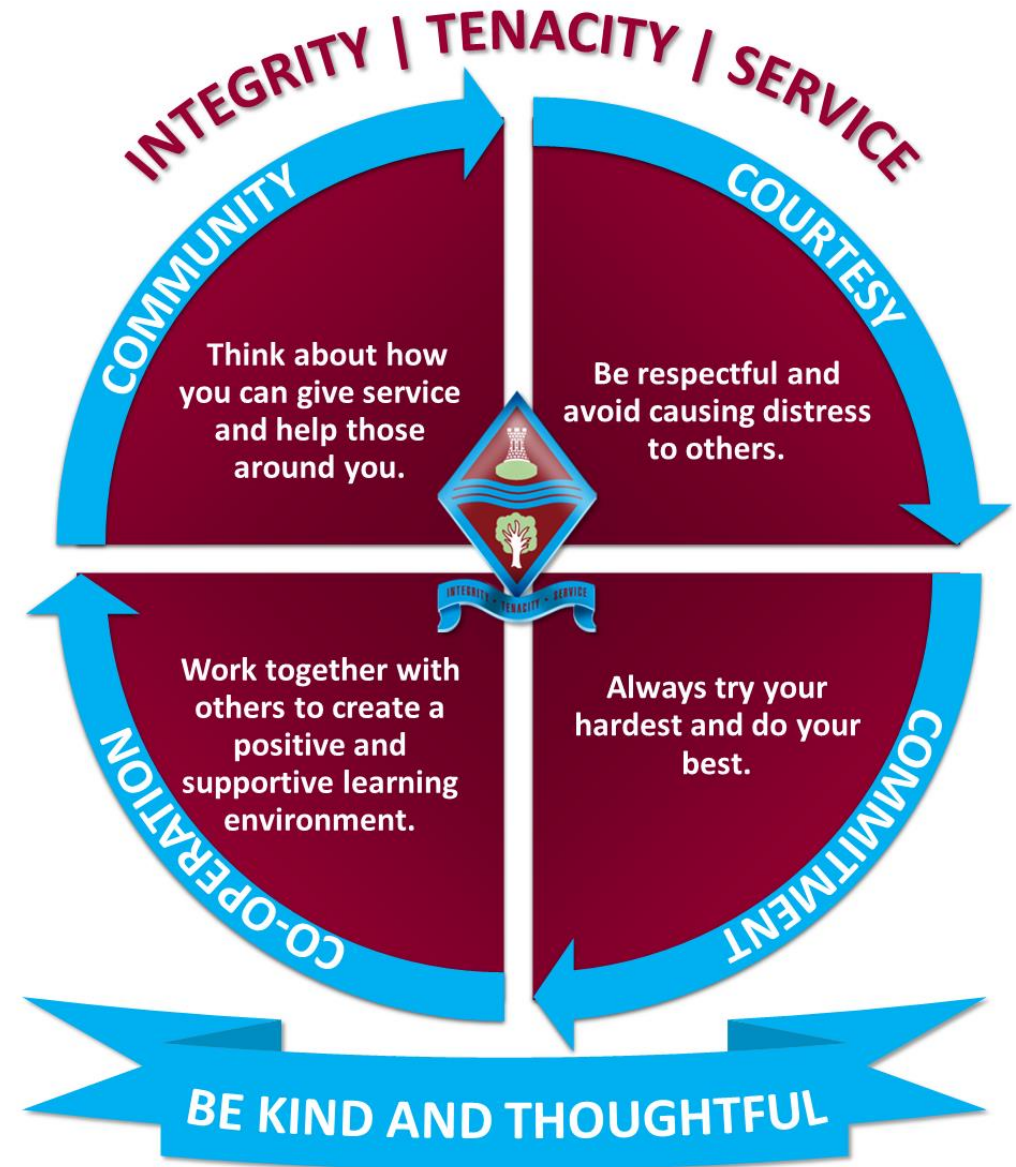 INTEGRITY | TENACITY | SERVICE
COMMUNITY
Think about how
you can give service
and help those
around you.
COURTESY
Be respectful and
avoid causing distress
to others.
INTEGRITY • TENACITY • SERVICE
CO-OPERATION
Work together with
others to create a
positive and
supportive learning
environment.
COMMITMENT
Always try your
hardest and do your
best.
BE KIND AND THOUGHTFUL